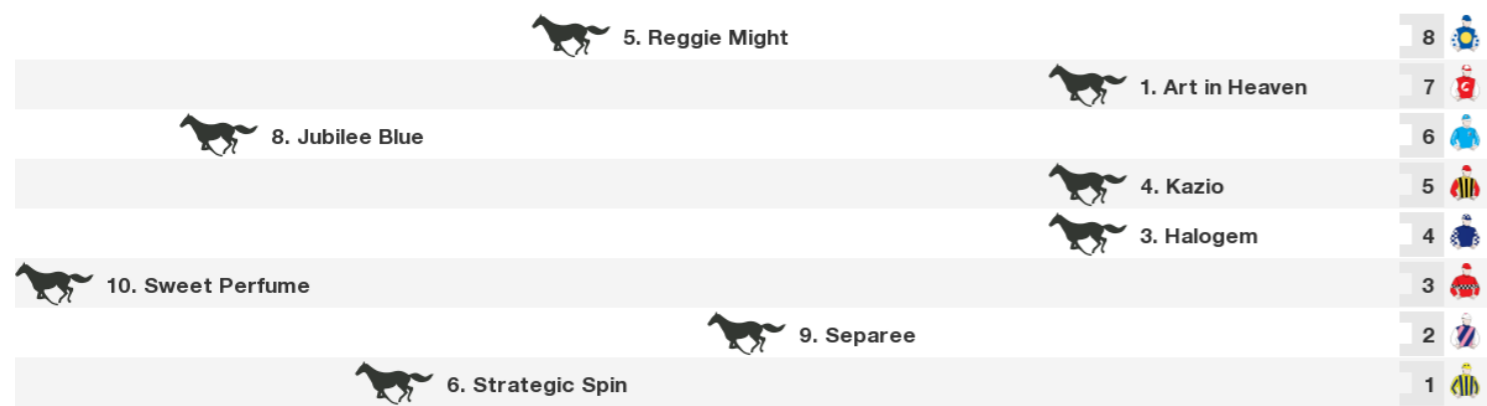 5. Reggie Might 8
1. Art in Heaven 7
8. Jubilee Blue 6
4. Kazio 5
3. Halogem 4
10. Sweet Perfume 3
9. Separee 2
6. Strategic Spin 1